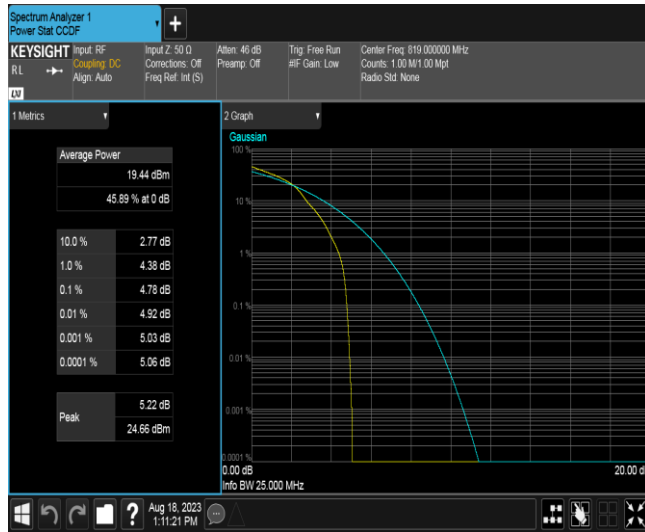 Spectrum Analyzer 1
Power Stat CCDF
+
KEYSIGHT
RL
LXI
Input: RF
Coupling: DC
Align: Auto
Input Z: 50 Ω
Corrections: Off
Freq Ref: Int (S)
Atten: 46 dB
Preamp: Off
Trig: Free Run
#IF Gain: Low
Center Freq: 819.000000 MHz
Counts: 1.00 M/1.00 Mpt
Radio Std: None
1 Metrics
Average Power
19.44 dBm
45.89 % at 0 dB
10.0 % 2.77 dB
1.0 % 4.38 dB
0.1 % 4.78 dB
0.01 % 4.92 dB
0.001 % 5.03 dB
0.0001 % 5.06 dB
Peak
5.22 dB
24.66 dBm
2 Graph
Gaussian
100 %
10 %
1 %
0.1 %
0.01 %
0.001 %
0.0001 %
0.00 dB 20.00 d
Info BW 25.000 MHz
?
Aug 18, 2023
1:11:21 PM